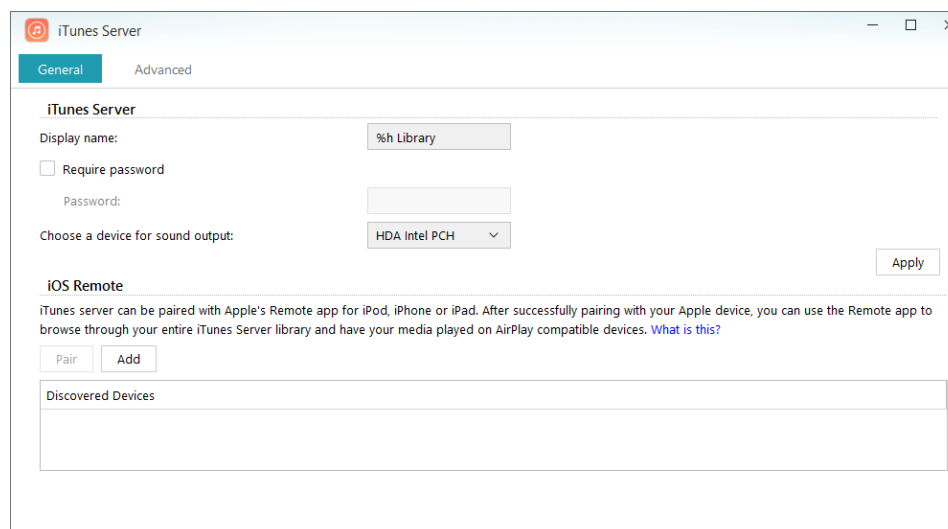 iTunes Server
General Advanced
iTunes Server
Display name: %h Library
Require password
Password:
Choose a device for sound output: HDA Intel PCH
Apply
iOS Remote
iTunes server can be paired with Apple's Remote app for iPod, iPhone or iPad. After successfully pairing with your Apple device, you can use the Remote app to
browse through your entire iTunes Server library and have your media played on AirPlay compatible devices. What is this?
Pair Add
Discovered Devices